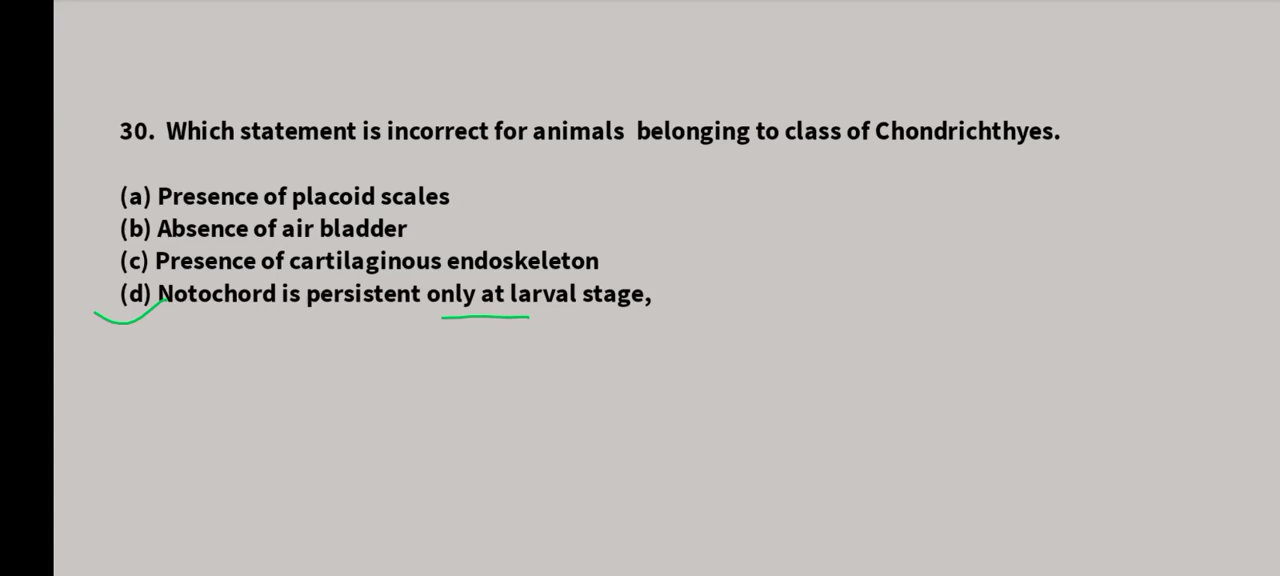 30. Which statement is incorrect for animals belonging to class of Chondrichthyes.
(a) Presence of placoid scales
(b) Absence of air bladder
(c) Presence of cartilaginous endoskeleton
(d) Notochord is persistent only at larval stage,